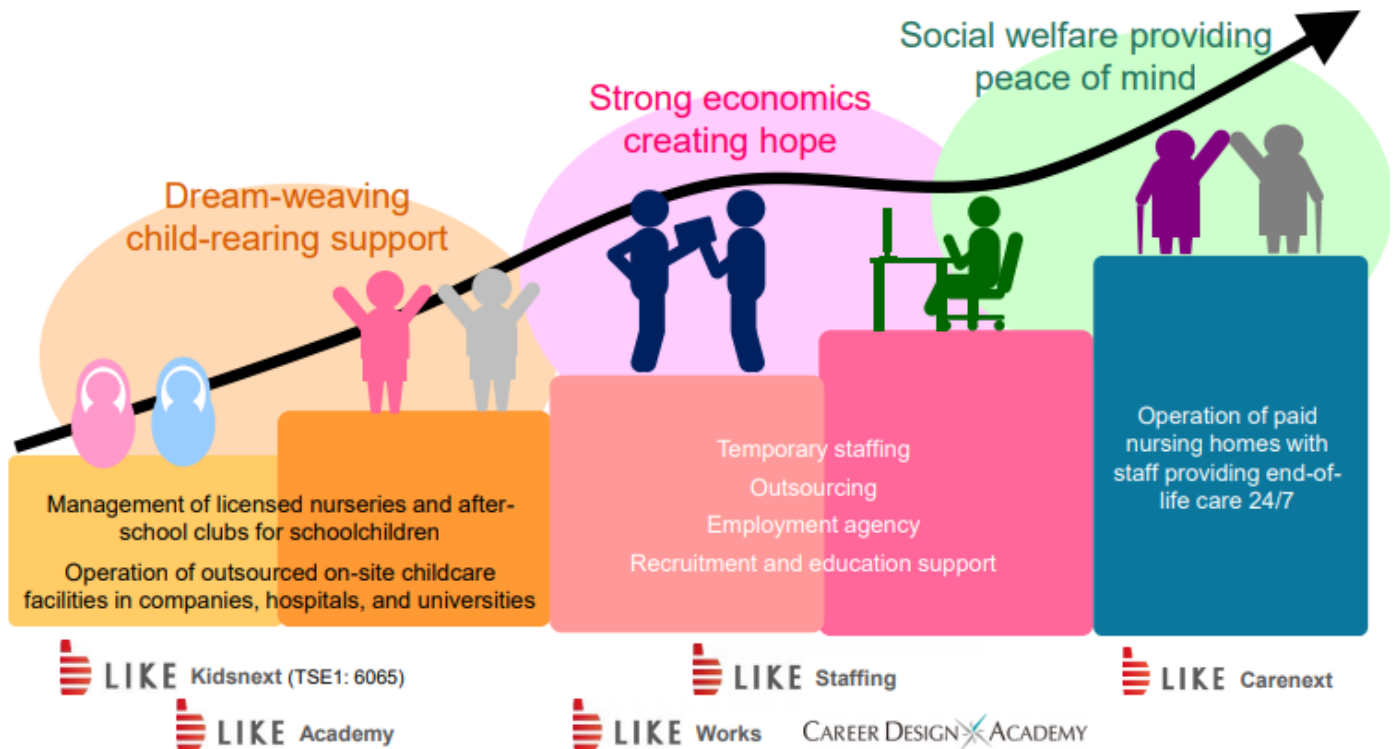 Social welfare providing
peace of mind
Strong economics
creating hope
Dream-weaving
child-rearing support
Management of licensed nurseries and after-
school clubs for schoolchildren
Operation of outsourced on-site childcare
facilities in companies, hospitals, and universities
Temporary staffing
Outsourcing
Employment agency
Recruitment and education support
Operation of paid
nursing homes with
staff providing end-of-
life care 24/7
LIKE Kidsnext (TSE1: 6065)
LIKE Staffing
LIKE Carenext
LIKE Academy
LIKE Works
CAREER DESIGN ACADEMY